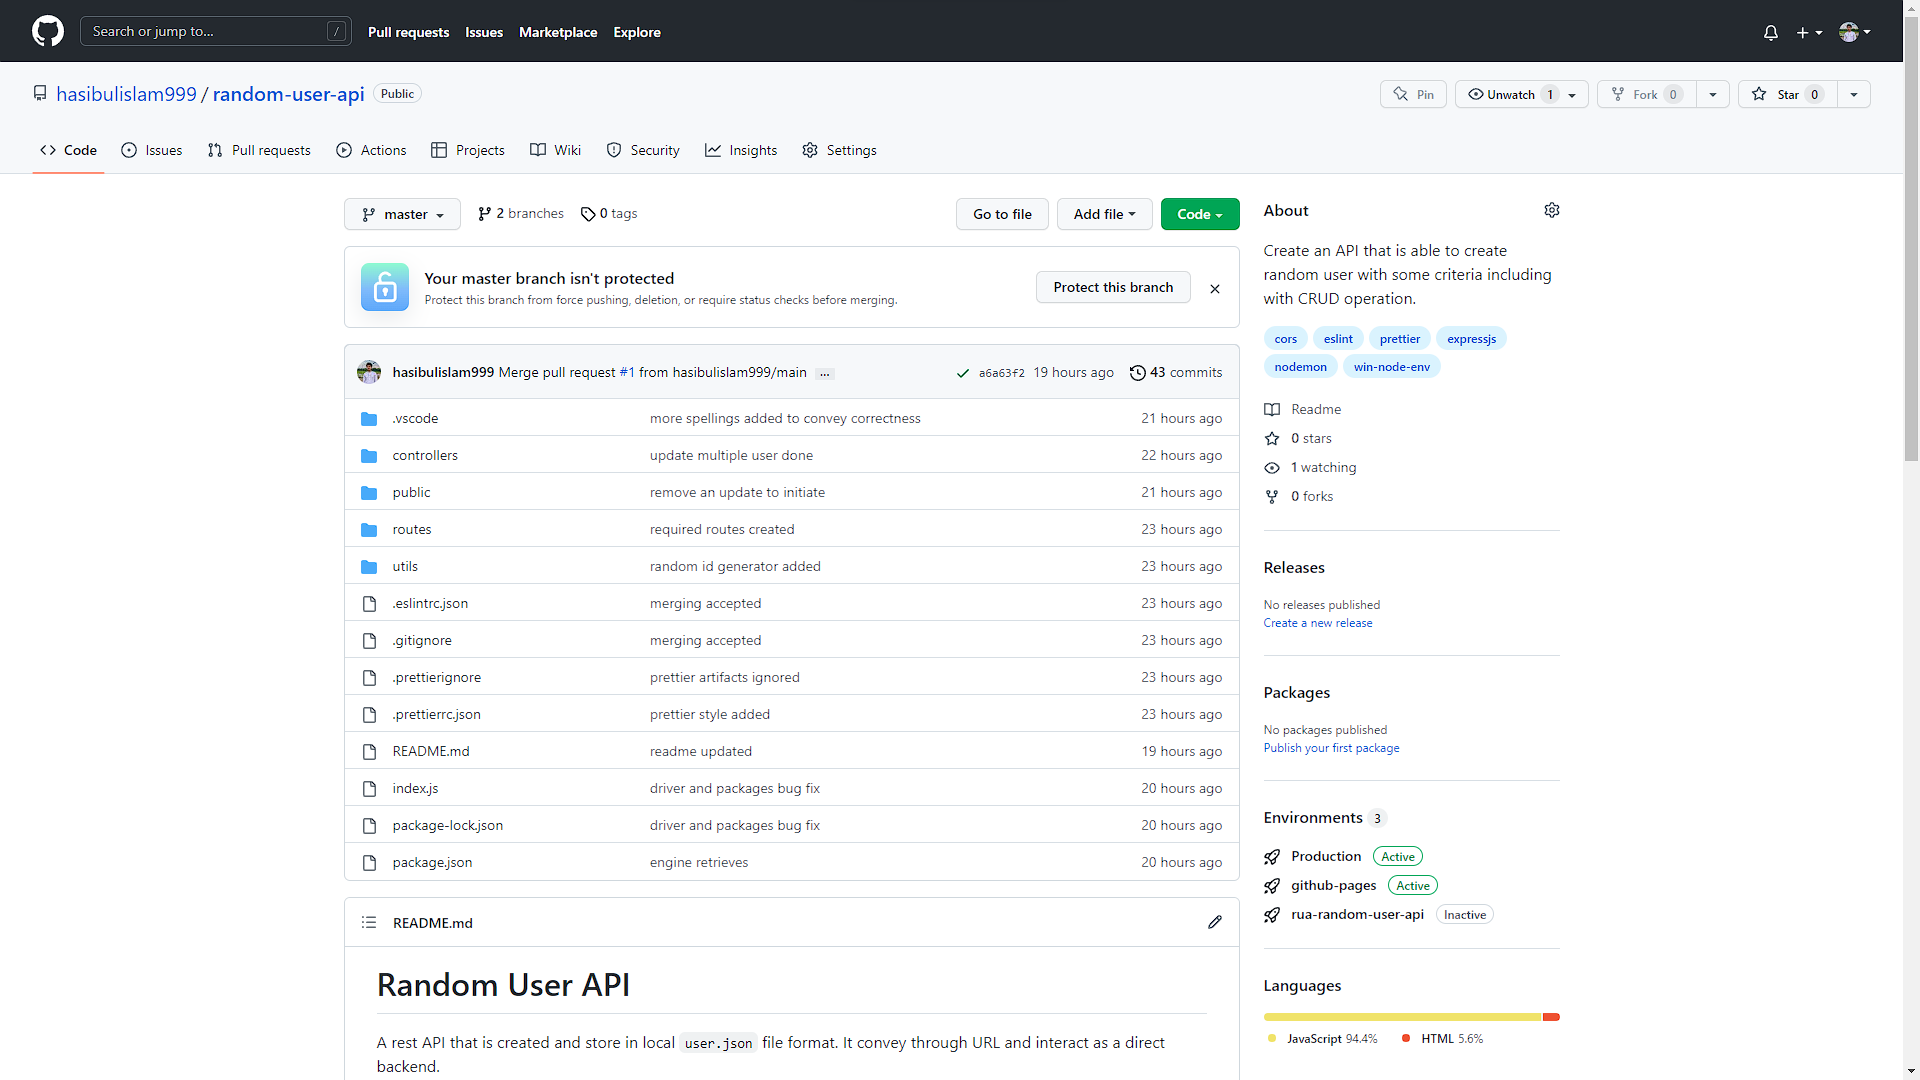 Search or jump to... /
Pull requests Issues Marketplace Explore
hasibulislam999 / random-user-api Public
Pin Unwatch 1 Fork 0 Star 0
Code Issues Pull requests Actions Projects Wiki Security Insights Settings
master 2 branches 0 tags Go to file Add file Code
Your master branch isn't protected
Protect this branch from force pushing, deletion, or require status checks before merging.
Protect this branch
hasibulislam999 Merge pull request #1 from hasibulislam999/main ... a6a63f2 19 hours ago 43 commits
.vscode more spellings added to convey correctness 21 hours ago
controllers update multiple user done 22 hours ago
public remove an update to initiate 21 hours ago
routes required routes created 23 hours ago
utils random id generator added 23 hours ago
.eslintrc.json merging accepted 23 hours ago
.gitignore merging accepted 23 hours ago
.prettierignore prettier artifacts ignored 23 hours ago
.prettierrc.json prettier style added 23 hours ago
README.md readme updated 19 hours ago
index.js driver and packages bug fix 20 hours ago
package-lock.json driver and packages bug fix 20 hours ago
package.json engine retrieves 20 hours ago
README.md
Random User API
A rest API that is created and store in local user.json file format. It convey through URL and interact as a direct
backend.
About
Create an API that is able to create
random user with some criteria including
with CRUD operation.
cors eslint prettier expressjs
nodemon win-node-env
Readme
0 stars
1 watching
0 forks
Releases
No releases published
Create a new release
Packages
No packages published
Publish your first package
Environments 3
Production Active
github-pages Active
rua-random-user-api Inactive
Languages
JavaScript 94.4% HTML 5.6%